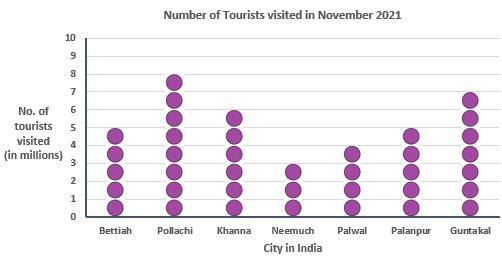 Number of Tourists visited in November 2021
10
9
8
7
6
5
4
3
2
1
0
No. of
tourists
visited
(in millions)
Bettiah Pollachi Khanna Neemuch Palwal Palanpur Guntakal
City in India